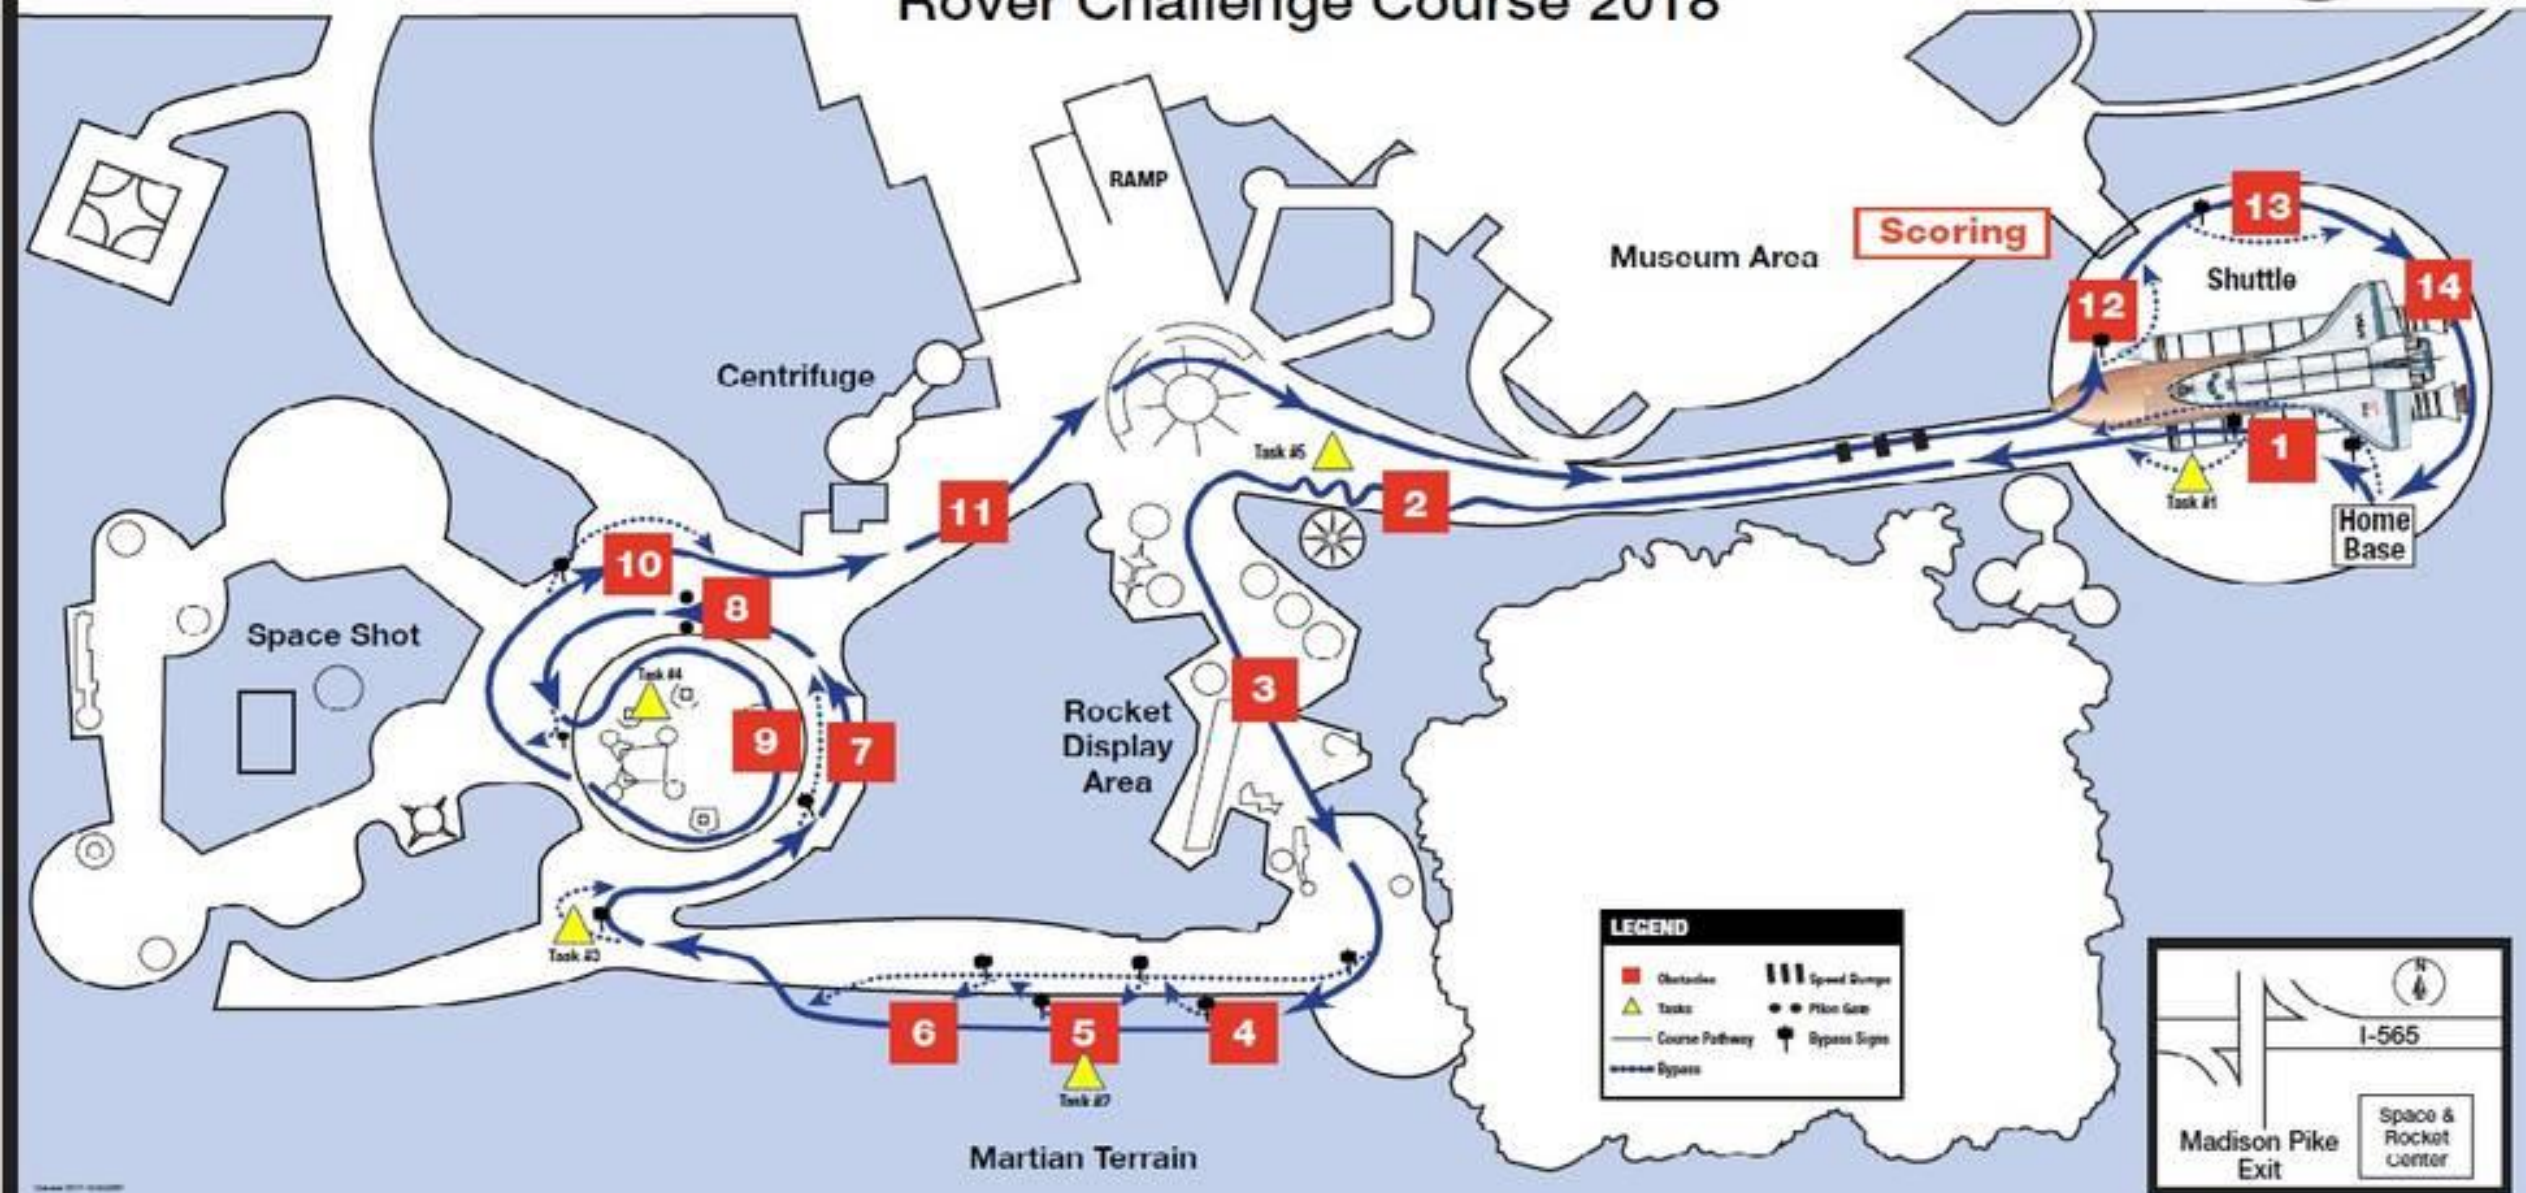 Rover Challenge Course 2018
RAMP
Museum Area
Scoring
13
Shuttle
14
12
Centrifuge
Task #5
1
Task #1
2
Home
Base
11
10
8
Space Shot
Task #4
3
Rocket
Display
Area
9
7
Task #3
6
5
4
Martian Terrain
LEGEND
Obstacles
Speed Bumps
Tasks
Pilon Gate
Course Pathway
Bypass Signs
Bypass
N
I-565
Madison Pike
Exit
Space &
Rocket
Center